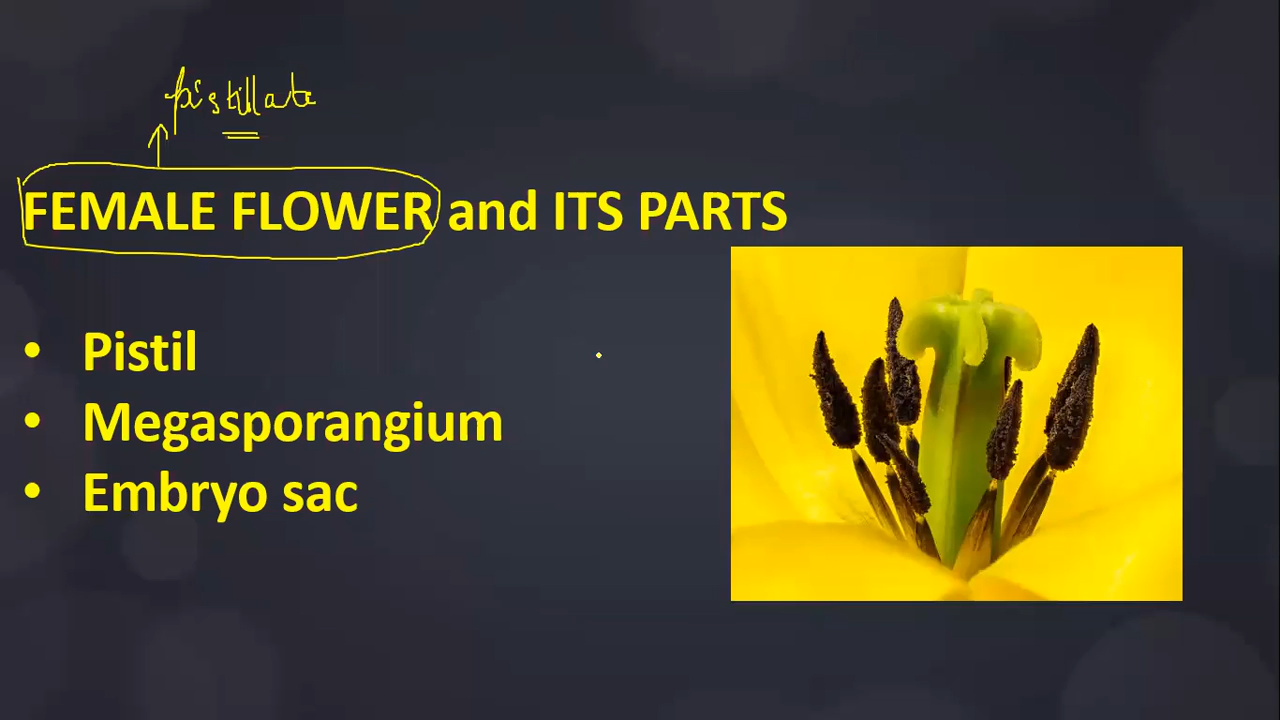 pistillate
FEMALE FLOWER and ITS PARTS
• Pistil
• Megasporangium
• Embryo sac